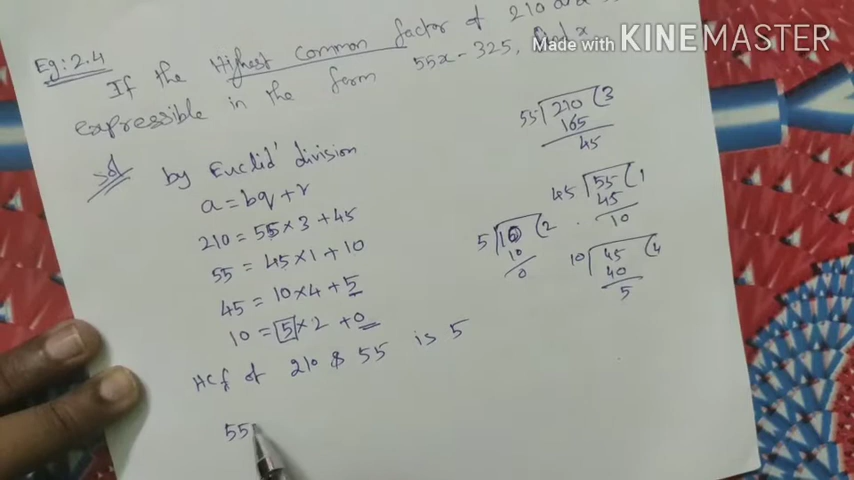 Eg: 2.4
If the Highest common factor of 210 and
expressible in the form 55x - 325, find x.
Made with KINEMASTER
Sol by Euclid' division
a = bq + r
210 = 55 × 3 + 45
55 = 45 × 1 + 10
45 = 10 × 4 + 5
10 = 5 × 2 + 0
HCf of 210 & 55 is 5
55
55 210 3
165
45
45 55 1
45
10
5 10 2
10
0
10 45 4
40
5